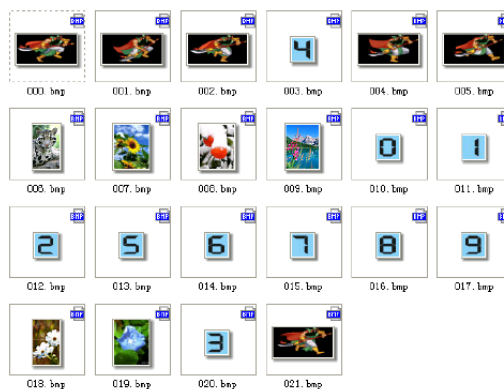 BMP BMP BMP BMP BMP BMP
4
000.bmp 001.bmp 002.bmp 003.bmp 004.bmp 005.bmp
BMP BMP BMP BMP BMP BMP
0 1
006.bmp 007.bmp 008.bmp 009.bmp 010.bmp 011.bmp
BMP BMP BMP BMP BMP BMP
2 5 6 7 8 9
012.bmp 013.bmp 014.bmp 015.bmp 016.bmp 017.bmp
BMP BMP BMP BMP
3
018.bmp 019.bmp 020.bmp 021.bmp